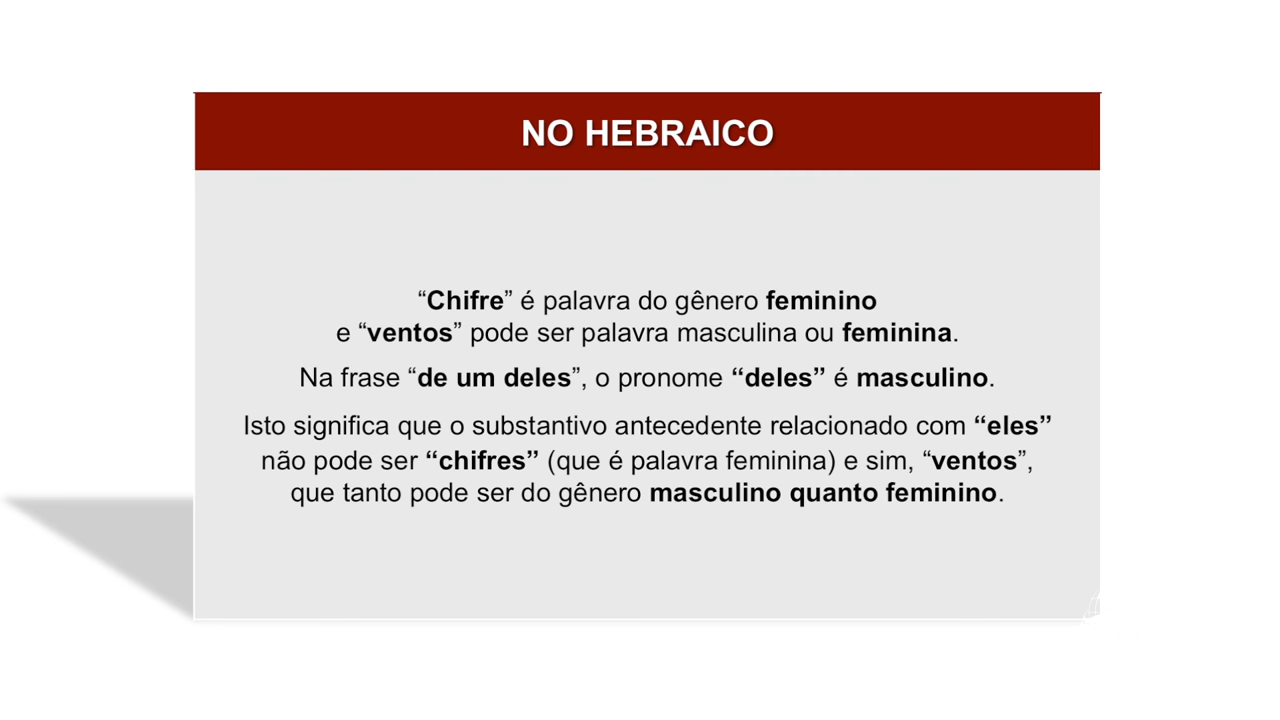 NO HEBRAICO
“Chifre” é palavra do gênero feminino
e “ventos” pode ser palavra masculina ou feminina.
Na frase “de um deles”, o pronome “deles” é masculino.
Isto significa que o substantivo antecedente relacionado com “eles”
não pode ser “chifres” (que é palavra feminina) e sim, “ventos”,
que tanto pode ser do gênero masculino quanto feminino.